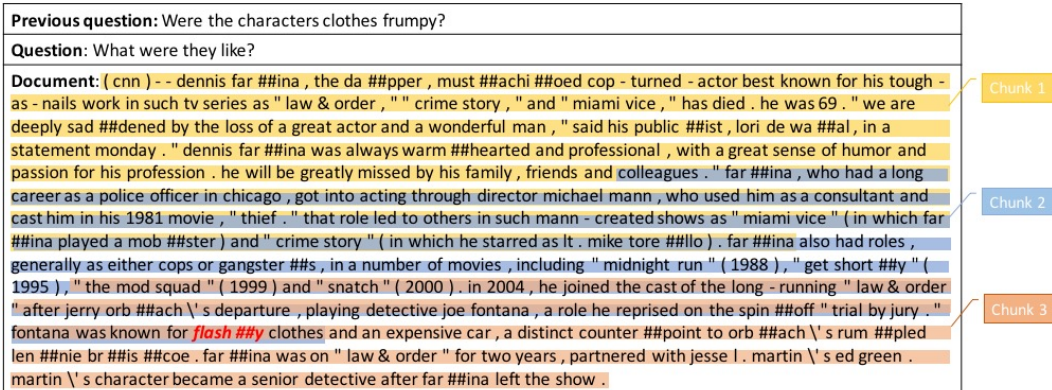 Previous question: Were the characters clothes frumpy?
Question: What were they like?
Document: ( cnn ) - - dennis far ##ina , the da ##pper , must ##achi ##oed cop - turned - actor best known for his tough -
as - nails work in such tv series as " law & order , " " crime story , " and " miami vice , " has died . he was 69 . " we are
deeply sad ##dened by the loss of a great actor and a wonderful man , " said his public ##ist , lori de wa ##al , in a
statement monday . " dennis far ##ina was always warm ##hearted and professional , with a great sense of humor and
passion for his profession . he will be greatly missed by his family , friends and colleagues . " far ##ina , who had a long
career as a police officer in chicago , got into acting through director michael mann , who used him as a consultant and
cast him in his 1981 movie , " thief . " that role led to others in such mann - created shows as " miami vice " ( in which far
##ina played a mob ##ster ) and " crime story " ( in which he starred as lt . mike tore ##llo ) . far ##ina also had roles ,
generally as either cops or gangster ##s , in a number of movies , including " midnight run " ( 1988 ) , " get short ##y " (
1995 ) , " the mod squad " ( 1999 ) and " snatch " ( 2000 ) . in 2004 , he joined the cast of the long - running " law & order
" after jerry orb ##ach \' s departure , playing detective joe fontana , a role he reprised on the spin ##off " trial by jury . "
fontana was known for flash ##y clothes and an expensive car , a distinct counter ##point to orb ##ach \' s rum ##pled
len ##nie br ##is ##coe . far ##ina was on " law & order " for two years , partnered with jesse l . martin \' s ed green .
martin \' s character became a senior detective after far ##ina left the show .
Chunk 1
Chunk 2
Chunk 3